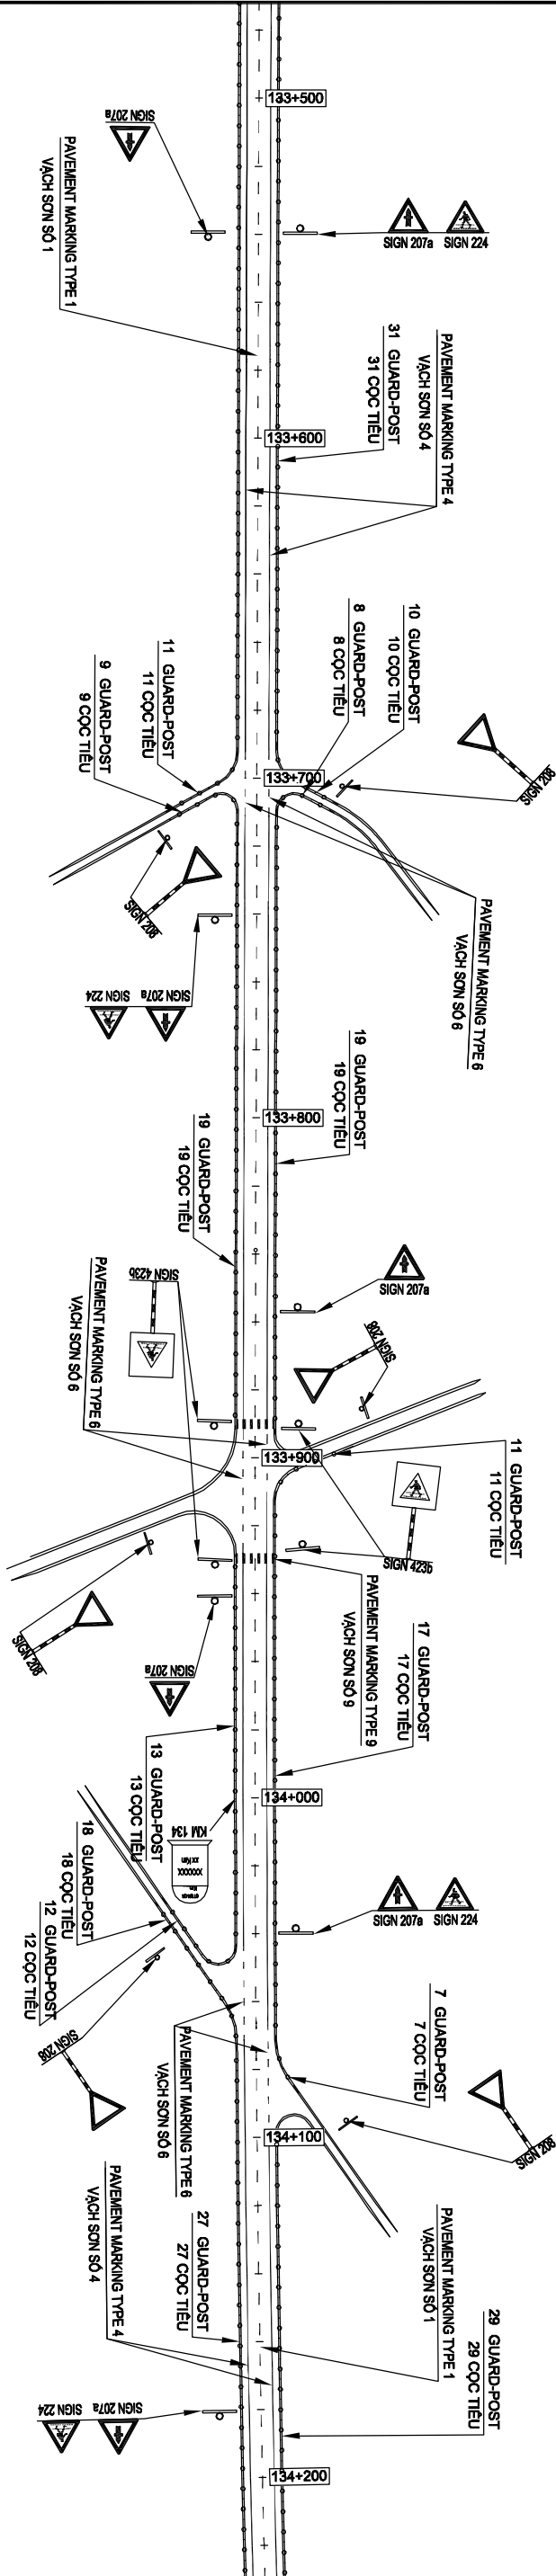 133+500
SIGN 207a
PAVEMENT MARKING TYPE 1
VẠCH SƠN SỐ 1
SIGN 207a
SIGN 224
PAVEMENT MARKING TYPE 4
VẠCH SƠN SỐ 4
31 GUARD-POST
31 CỌC TIÊU
133+600
10 GUARD-POST
10 CỌC TIÊU
8 GUARD-POST
8 CỌC TIÊU
11 GUARD-POST
11 CỌC TIÊU
9 GUARD-POST
9 CỌC TIÊU
133+700
SIGN 208
SIGN 208
PAVEMENT MARKING TYPE 6
VẠCH SƠN SỐ 6
SIGN 207a
SIGN 224
19 GUARD-POST
19 CỌC TIÊU
133+800
19 GUARD-POST
19 CỌC TIÊU
SIGN 423b
PAVEMENT MARKING TYPE 6
VẠCH SƠN SỐ 6
SIGN 207a
SIGN 208
133+900
11 GUARD-POST
11 CỌC TIÊU
SIGN 423b
PAVEMENT MARKING TYPE 9
VẠCH SƠN SỐ 9
SIGN 208
SIGN 207a
17 GUARD-POST
17 CỌC TIÊU
13 GUARD-POST
13 CỌC TIÊU
134+000
KM 134
XXXXXX
xx Km
18 GUARD-POST
18 CỌC TIÊU
12 GUARD-POST
12 CỌC TIÊU
SIGN 207a
SIGN 224
SIGN 208
7 GUARD-POST
7 CỌC TIÊU
PAVEMENT MARKING TYPE 6
VẠCH SƠN SỐ 6
134+100
SIGN 208
PAVEMENT MARKING TYPE 4
VẠCH SƠN SỐ 4
27 GUARD-POST
27 CỌC TIÊU
PAVEMENT MARKING TYPE 1
VẠCH SƠN SỐ 1
29 GUARD-POST
29 CỌC TIÊU
SIGN 207a
SIGN 224
134+200